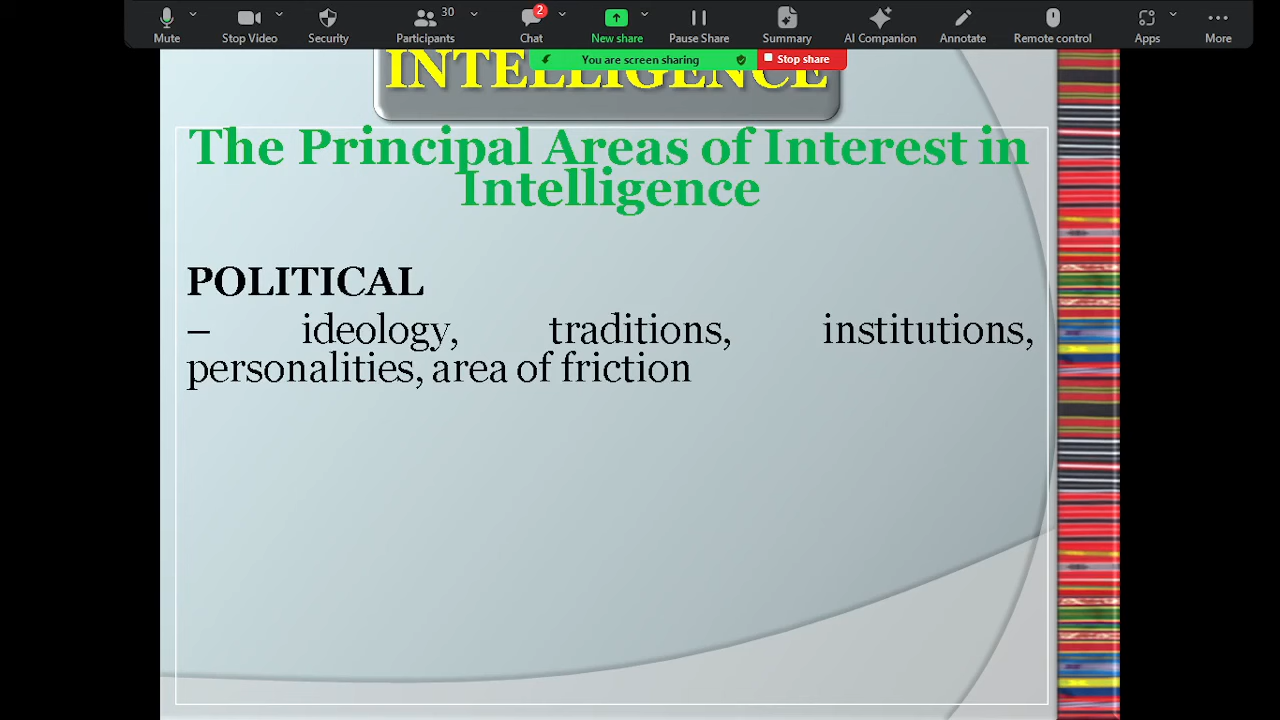 Mute
Stop Video
Security
Participants
30
Chat
2
New share
Pause Share
Summary
AI Companion
Annotate
Remote control
Apps
More
You are screen sharing
Stop share
INTELLIGENCE
The Principal Areas of Interest in
Intelligence
POLITICAL
– ideology, traditions, institutions,
personalities, area of friction